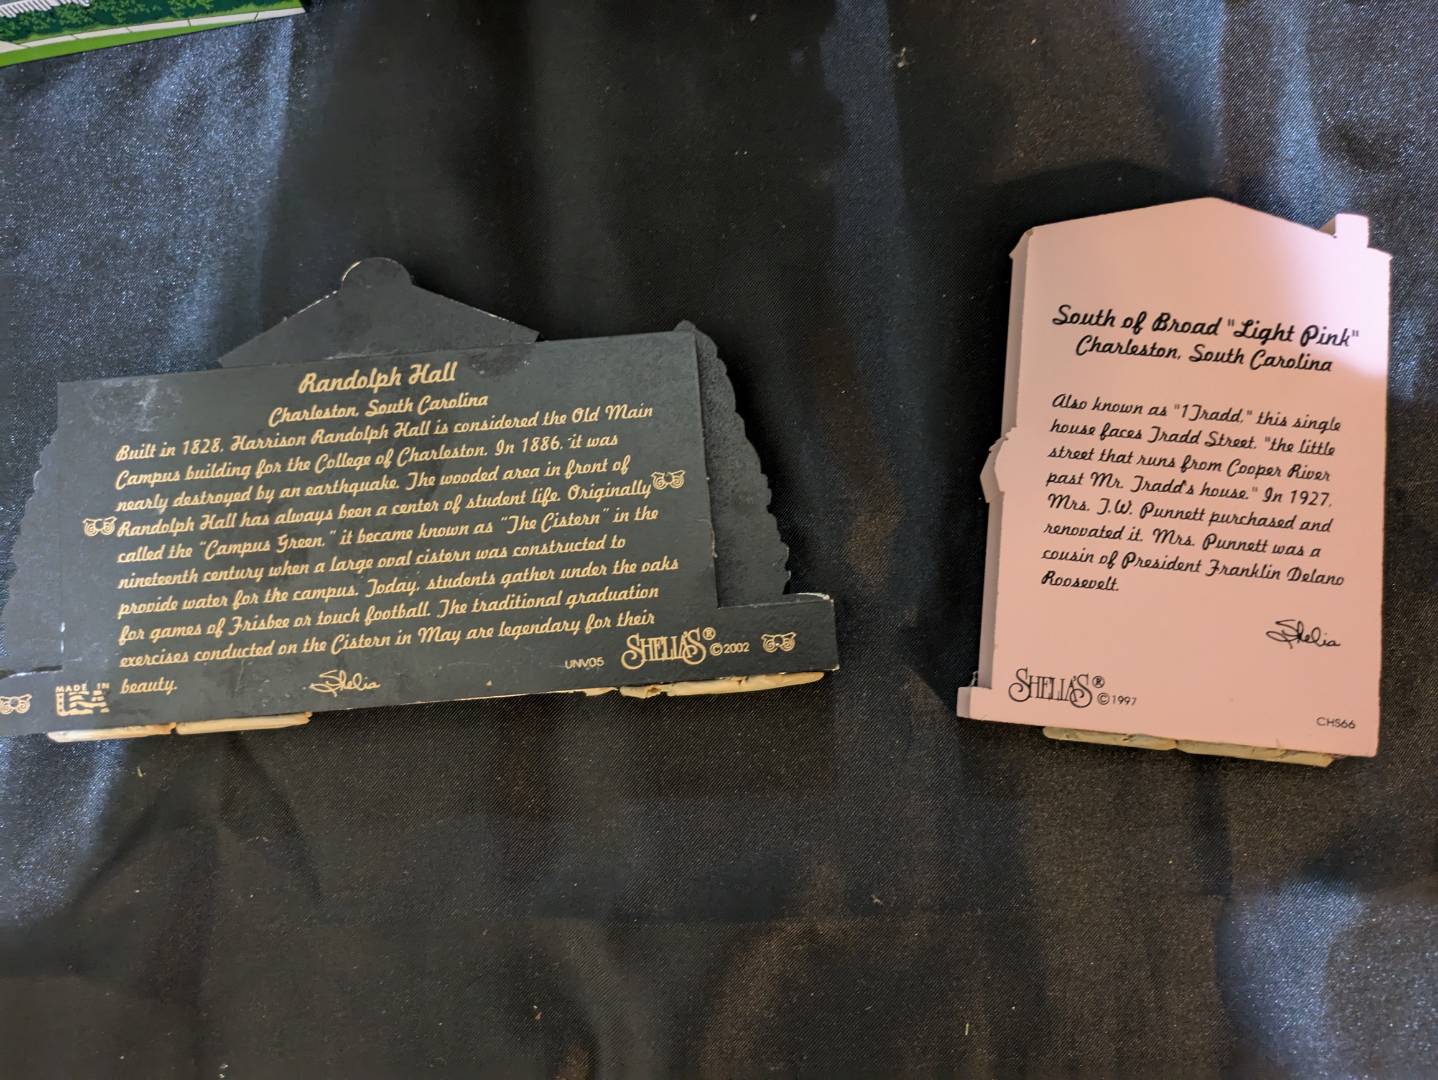 Randolph Hall
Charleston, South Carolina
Built in 1828, Harrison Randolph Hall is considered the Old Main
Campus building for the College of Charleston. In 1886, it was
nearly destroyed by an earthquake. The wooded area in front of
Randolph Hall has always been a center of student life. Originally
called the "Campus Green," it became known as "The Cistern" in the
nineteenth century when a large oval cistern was constructed to
provide water for the campus. Today, students gather under the oaks
for games of Frisbee or touch football. The traditional graduation
exercises conducted on the Cistern in May are legendary for their
beauty.
MADE IN
Shelia
UNV05
SHELIA'S® ©2002
South of Broad "Light Pink"
Charleston, South Carolina
Also known as "1 Tradd," this single
house faces Tradd Street, "the little
street that runs from Cooper River
past Mr. Tradd's house." In 1927,
Mrs. J.W. Punnett purchased and
renovated it. Mrs. Punnett was a
cousin of President Franklin Delano
Roosevelt.
Shelia
SHELIA'S® ©1997
CHS66